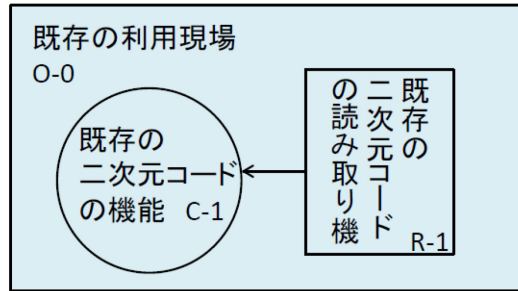 既存の利用現場
O-0
既存の
二次元コード
の機能 C-1
既存の
二次元コード
の読み取り機
R-1